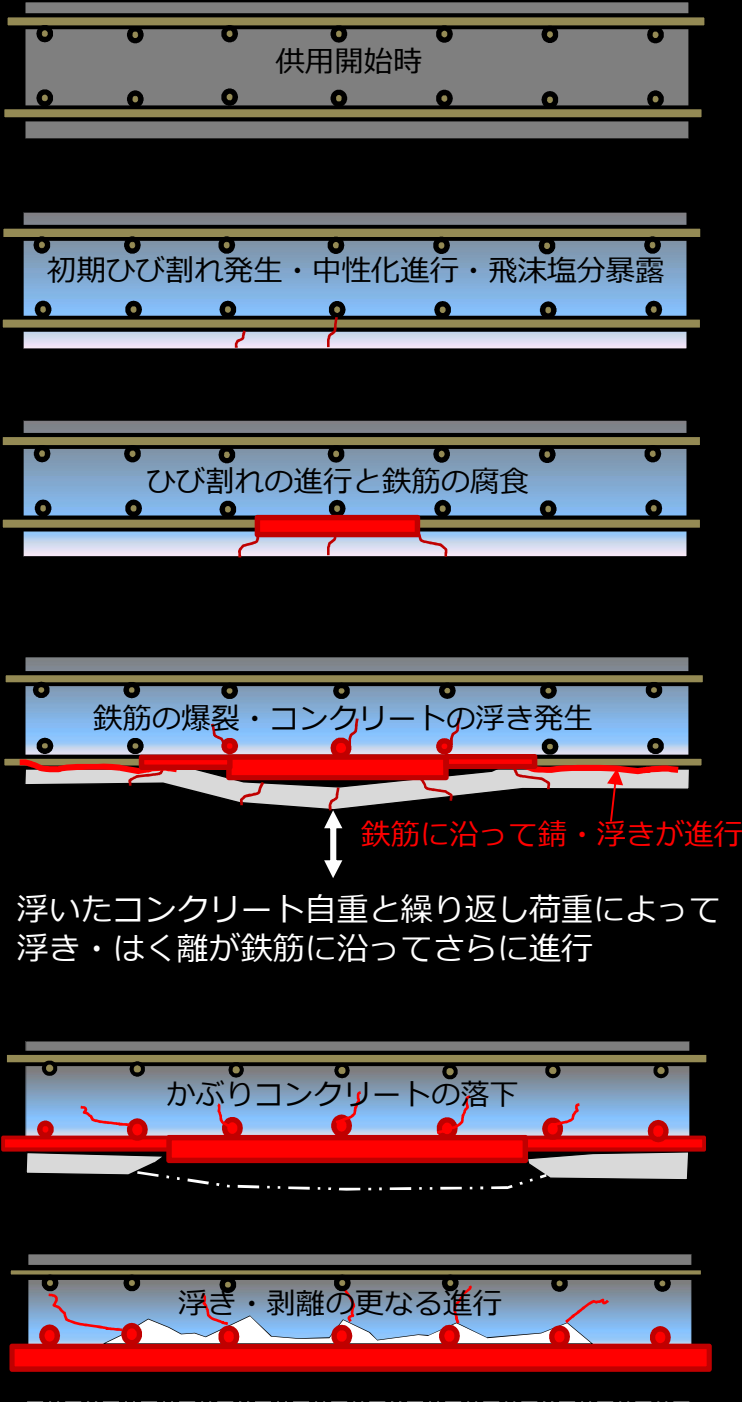 供用開始時
初期ひび割れ発生・中性化進行・飛沫塩分暴露
ひび割れの進行と鉄筋の腐食
鉄筋の爆裂・コンクリートの浮き発生
鉄筋に沿って錆・浮きが進行
浮いたコンクリート自重と繰り返し荷重によって
浮き・はく離が鉄筋に沿ってさらに進行
かぶりコンクリートの落下
浮き・剥離の更なる進行